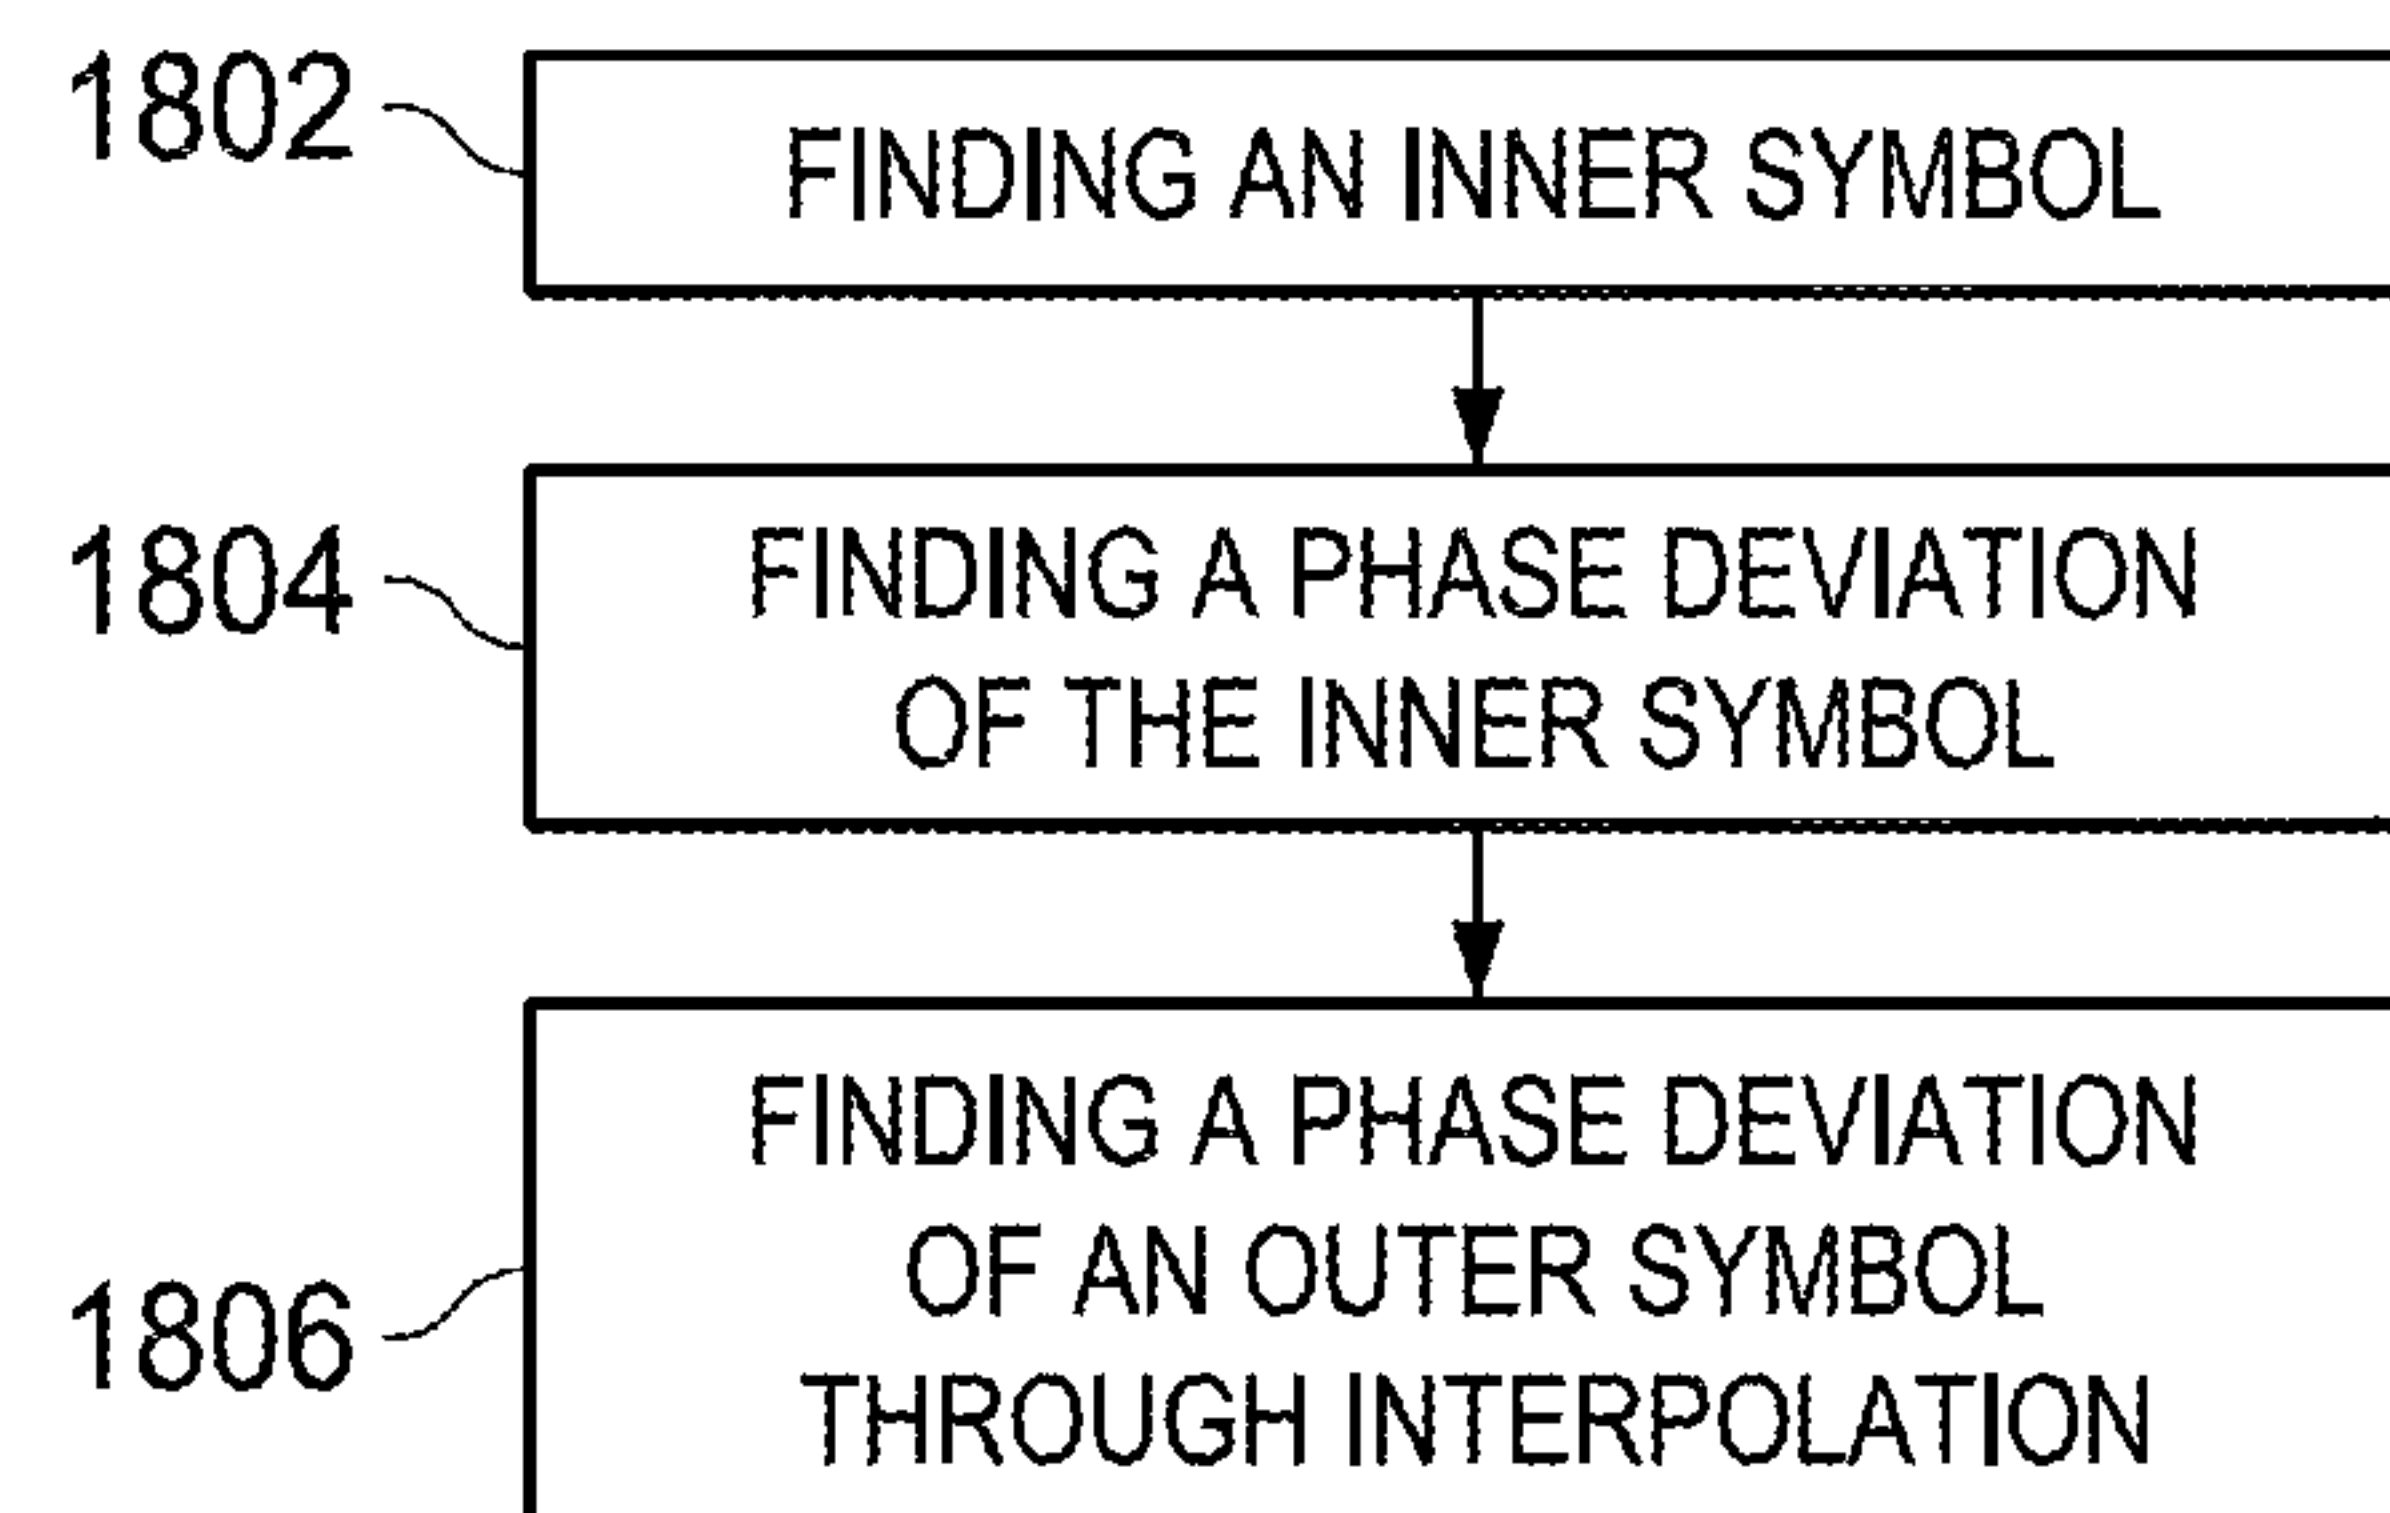 1802
FINDING AN INNER SYMBOL
1804
FINDING A PHASE DEVIATION
OF THE INNER SYMBOL
1806
FINDING A PHASE DEVIATION
OF AN OUTER SYMBOL
THROUGH INTERPOLATION